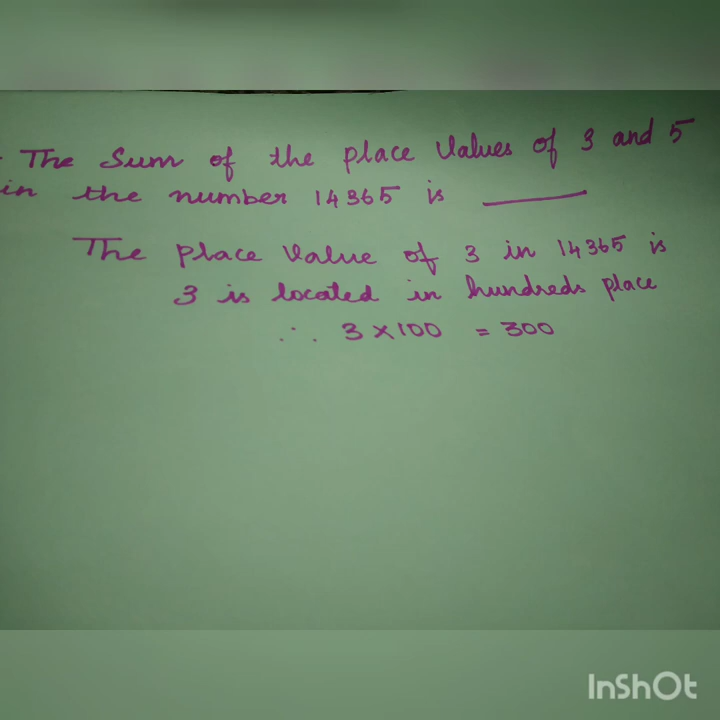 The Sum of the place Values of 3 and 5
in the number 14365 is ______
The place Value of 3 in 14365 is
3 is located in hundreds place
∴ 3 × 100 = 300
InShOt